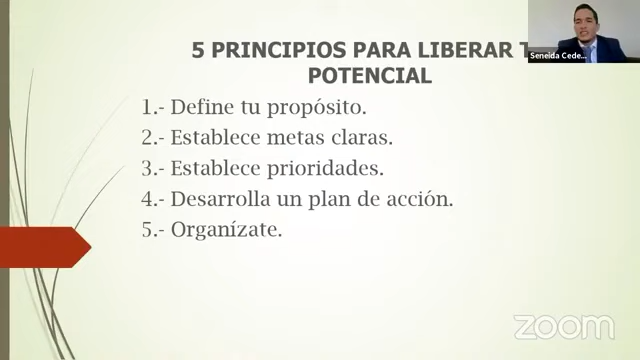 5 PRINCIPIOS PARA LIBERAR T
POTENCIAL
1.- Define tu propósito.
2.- Establece metas claras.
3.- Establece prioridades.
4.- Desarrolla un plan de acción.
5.- Organízate.
Seneida Cede...
zoom